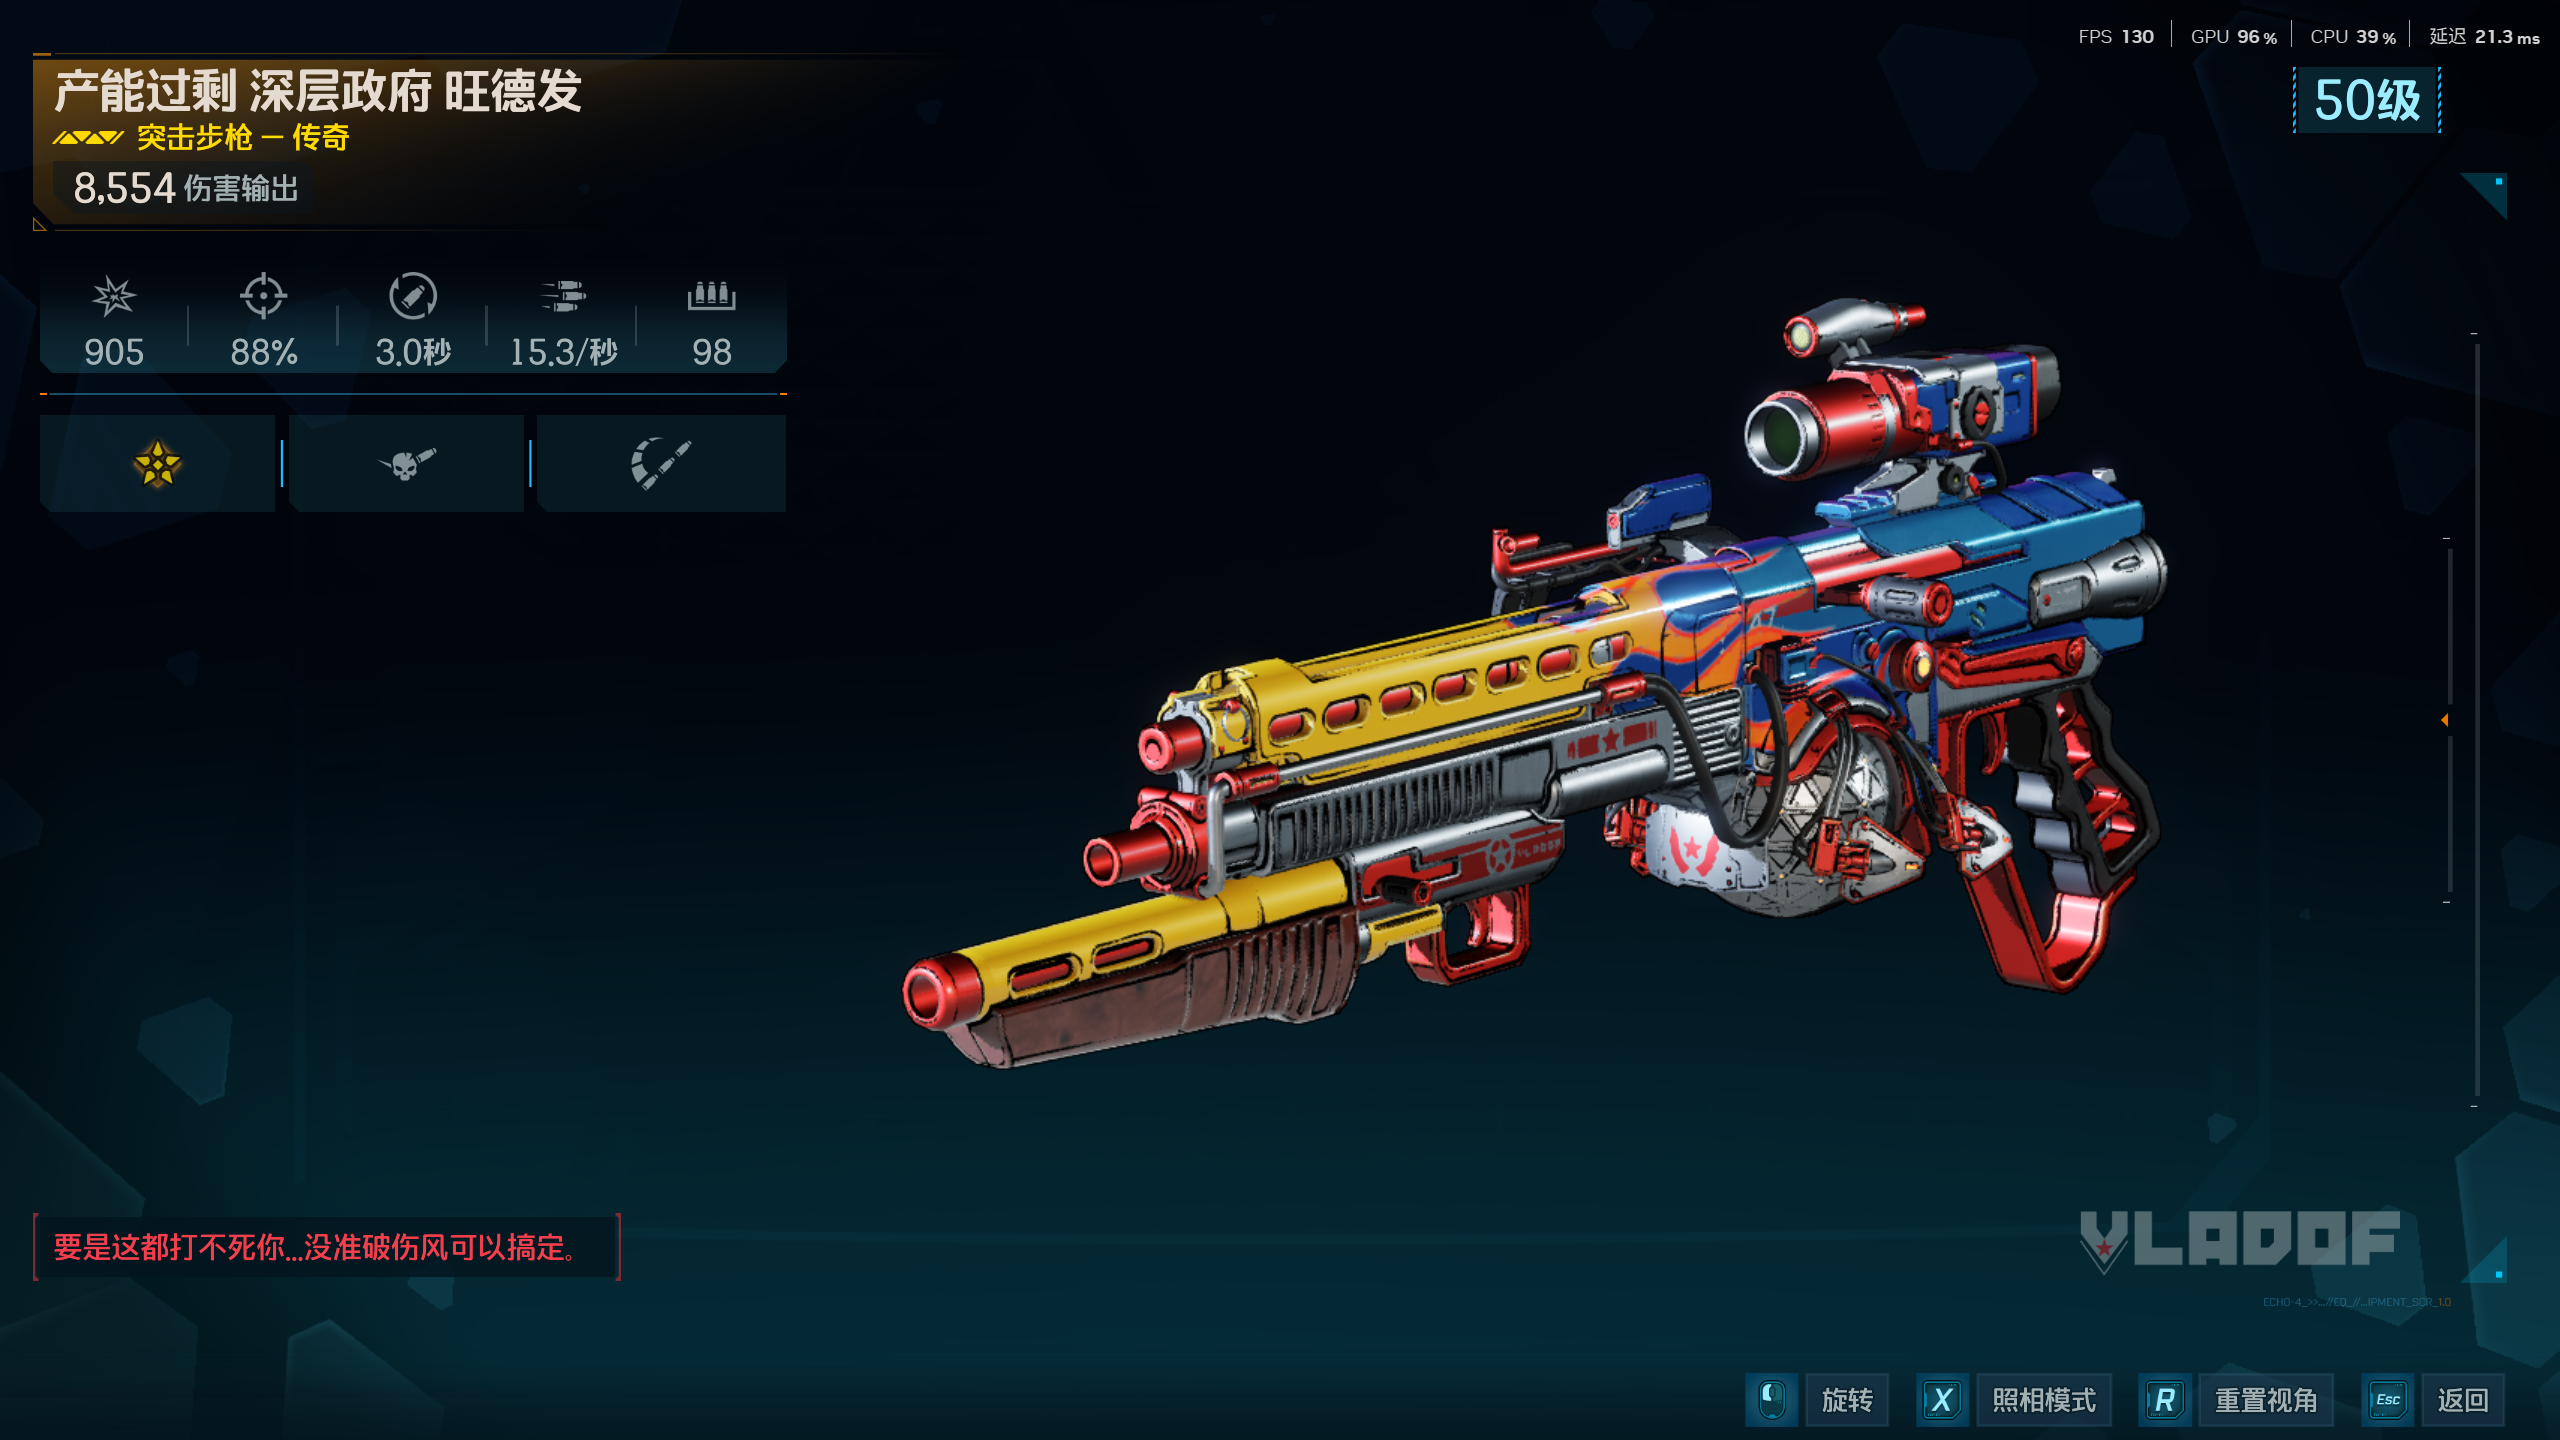 FPS 130 GPU 96% CPU 39% 延迟 21.3 ms
产能过剩 深层政府 旺德发
突击步枪 — 传奇
8,554 伤害输出
50级
905 88% 3.0秒 15.3/秒 98
VLADOF
要是这都打不死你...没准破伤风可以搞定。
VLADOF
旋转 X 照相模式 R 重置视角 Esc 返回